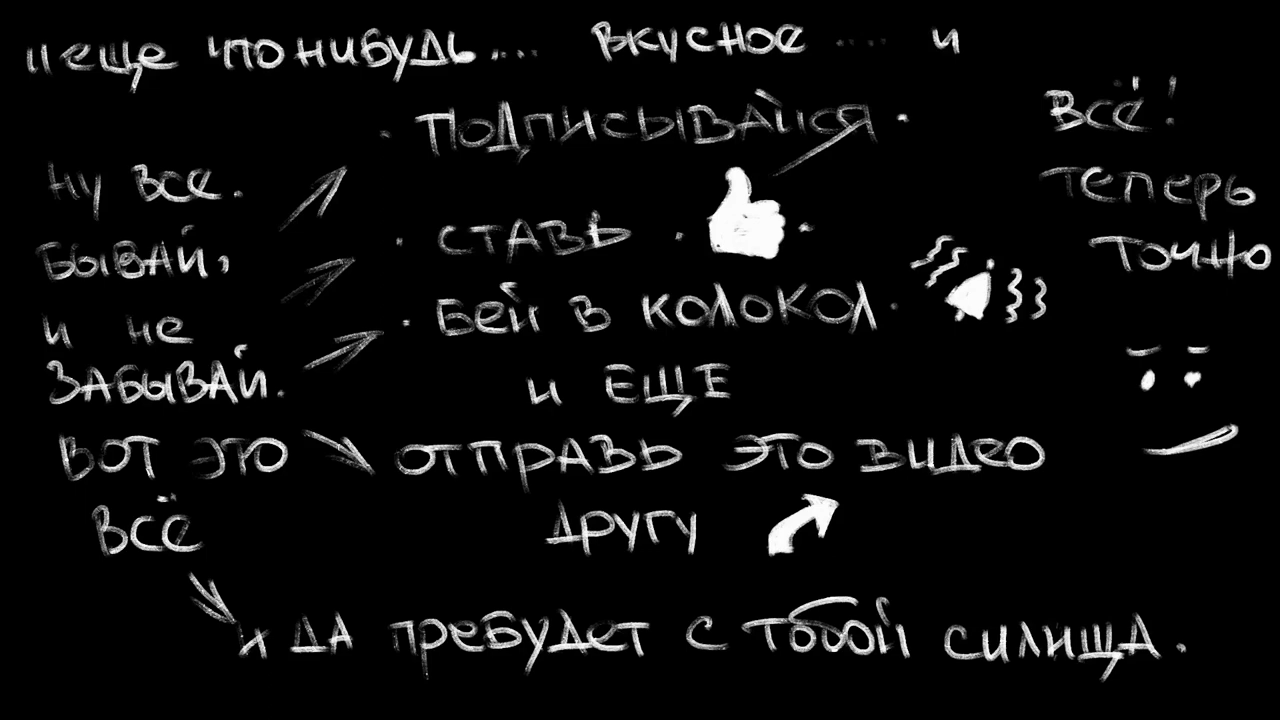 и еще что нибудь.... вкусное .... и
Ну все.
бывай,
и не
забывай.
Вот это
всё
· подписывайся ·
· ставь · ·
· бей в колокол ·
и еще
отправь это видео
другу
и да пребудет с тобой силища.
Всё!
теперь
точно